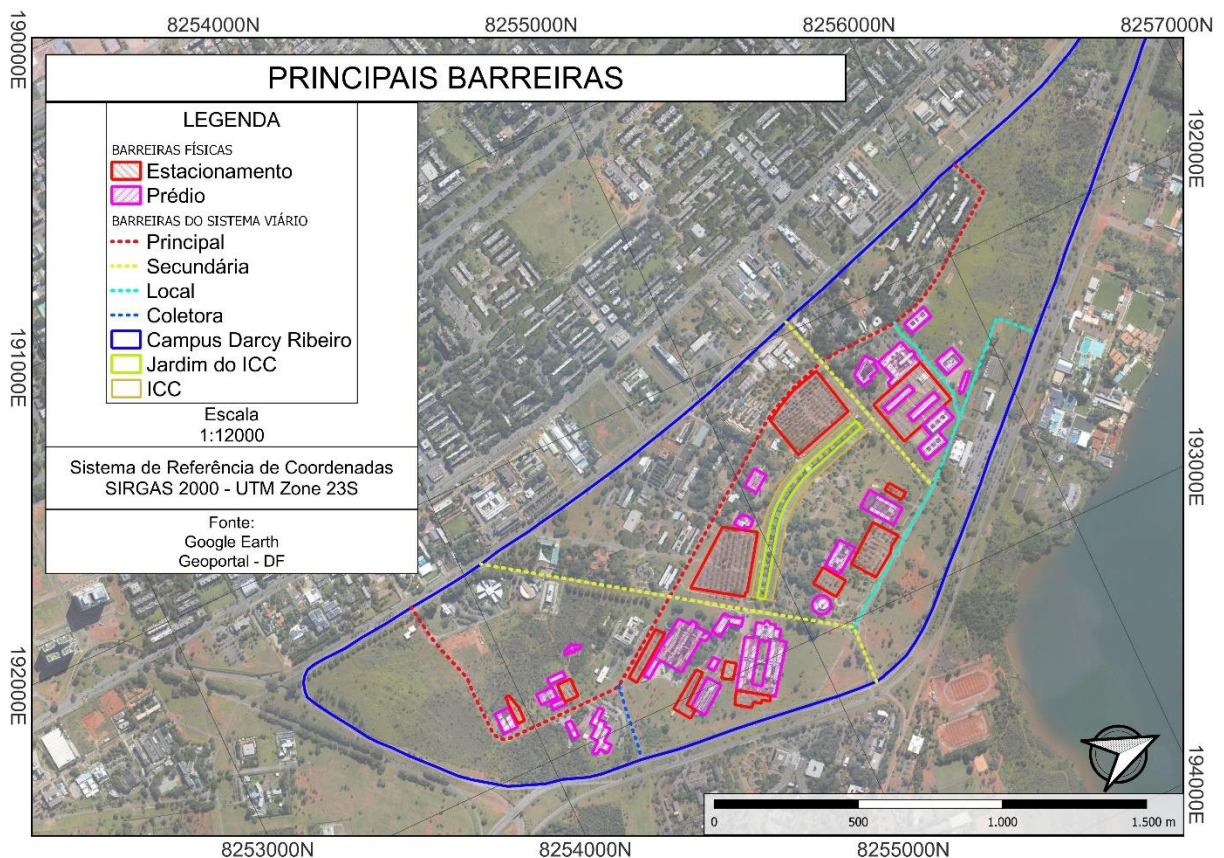 8254000N
8255000N
8256000N
8257000N
190000E
191000E
192000E
192000E
193000E
194000E
PRINCIPAIS BARREIRAS
LEGENDA
BARREIRAS FÍSICAS
Estacionamento
Prédio
BARREIRAS DO SISTEMA VIÁRIO
Principal
Secundária
Local
Coletora
Campus Darcy Ribeiro
Jardim do ICC
ICC
Escala
1:12000
Sistema de Referência de Coordenadas
SIRGAS 2000 - UTM Zone 23S
Fonte:
Google Earth
Geoportal - DF
0
500
1.000
1.500 m
8253000N
8254000N
8255000N